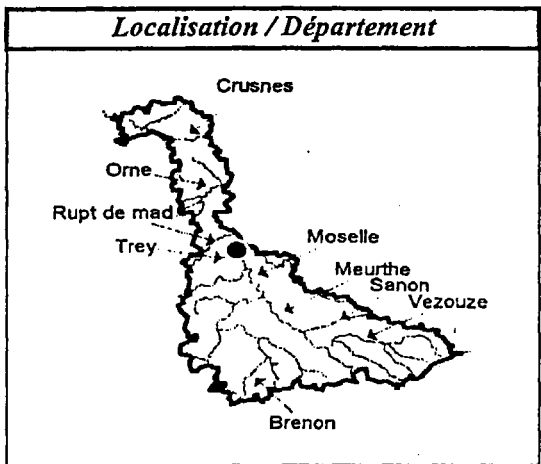 Localisation / Département
Crusnes
Orne
Rupt de mad
Trey
Moselle
Meurthe
Sanon
Vezouze
Brenon